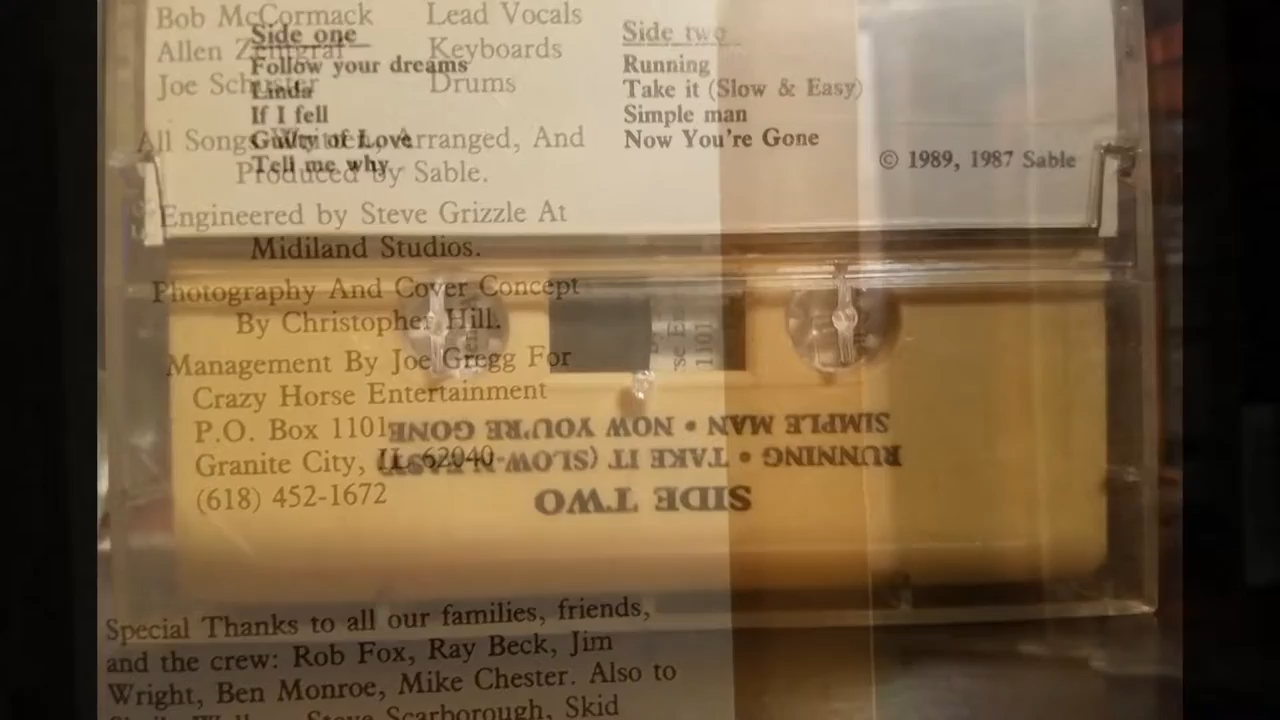 Bob McCormack Lead Vocals
Allen Zentgraf Keyboards
Joe Schuster Drums
All Songs Written, Arranged, And
Produced by Sable.
Engineered by Steve Grizzle At
Midiland Studios.
Photography And Cover Concept
By Christopher Hill.
Management By Joe Gregg For
Crazy Horse Entertainment
P.O. Box 1101
Granite City, IL 62040
(618) 452-1672
Special Thanks to all our families, friends,
and the crew: Rob Fox, Ray Beck, Jim
Wright, Ben Monroe, Mike Chester. Also to
Steve Scarborough, Skid
Side one
Follow your dreams
Linda
If I fell
Guilty of Love
Tell me why
Side two
Running
Take it (Slow & Easy)
Simple man
Now You're Gone
© 1989, 1987 Sable
SIDE TWO
RUNNING • TAKE IT (SLOW-N-EASY)
SIMPLE MAN • NOW YOU'RE GONE
1101